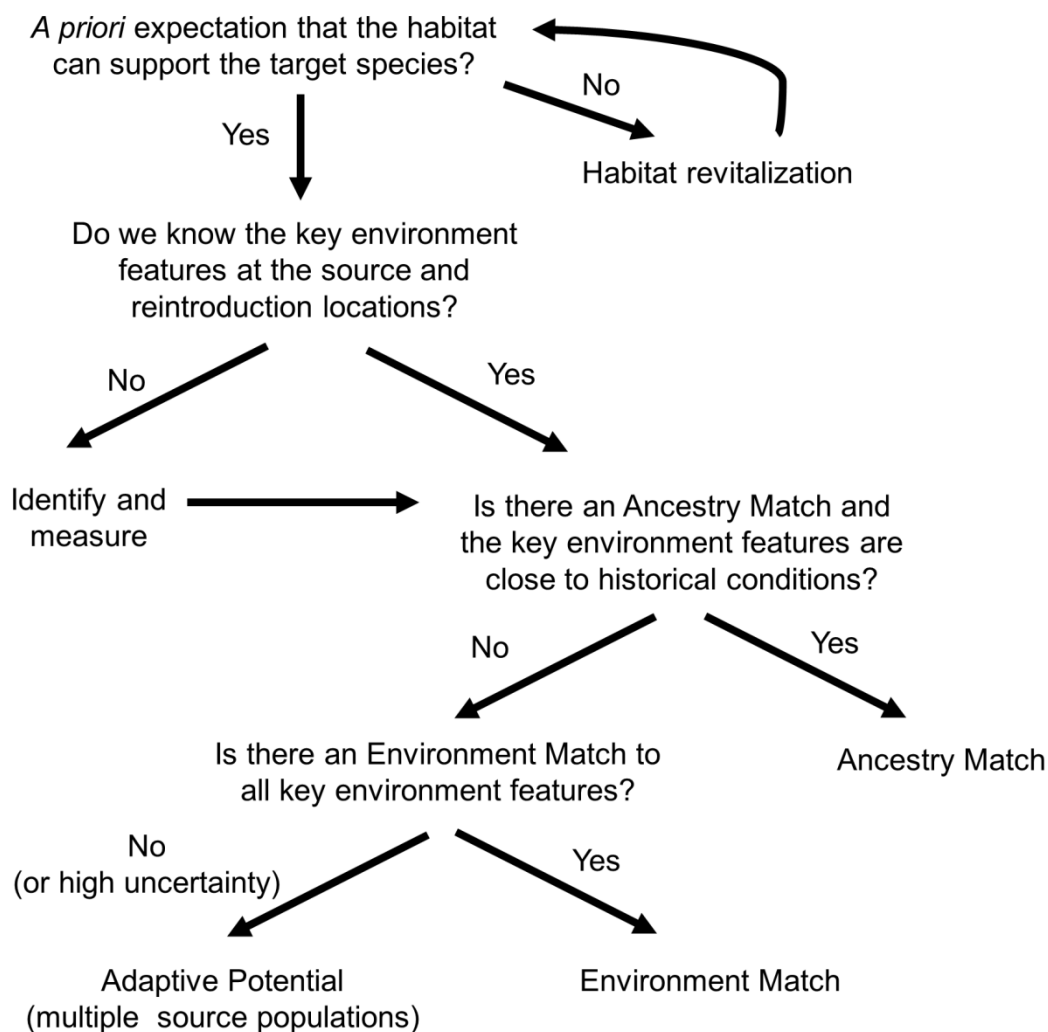 A priori expectation that the habitat
can support the target species?
No
Yes
Habitat revitalization
Do we know the key environment
features at the source and
reintroduction locations?
No
Yes
Identify and
measure
Is there an Ancestry Match and
the key environment features are
close to historical conditions?
No
Yes
Is there an Environment Match to
all key environment features?
Ancestry Match
No
(or high uncertainty)
Yes
Adaptive Potential
(multiple source populations)
Environment Match